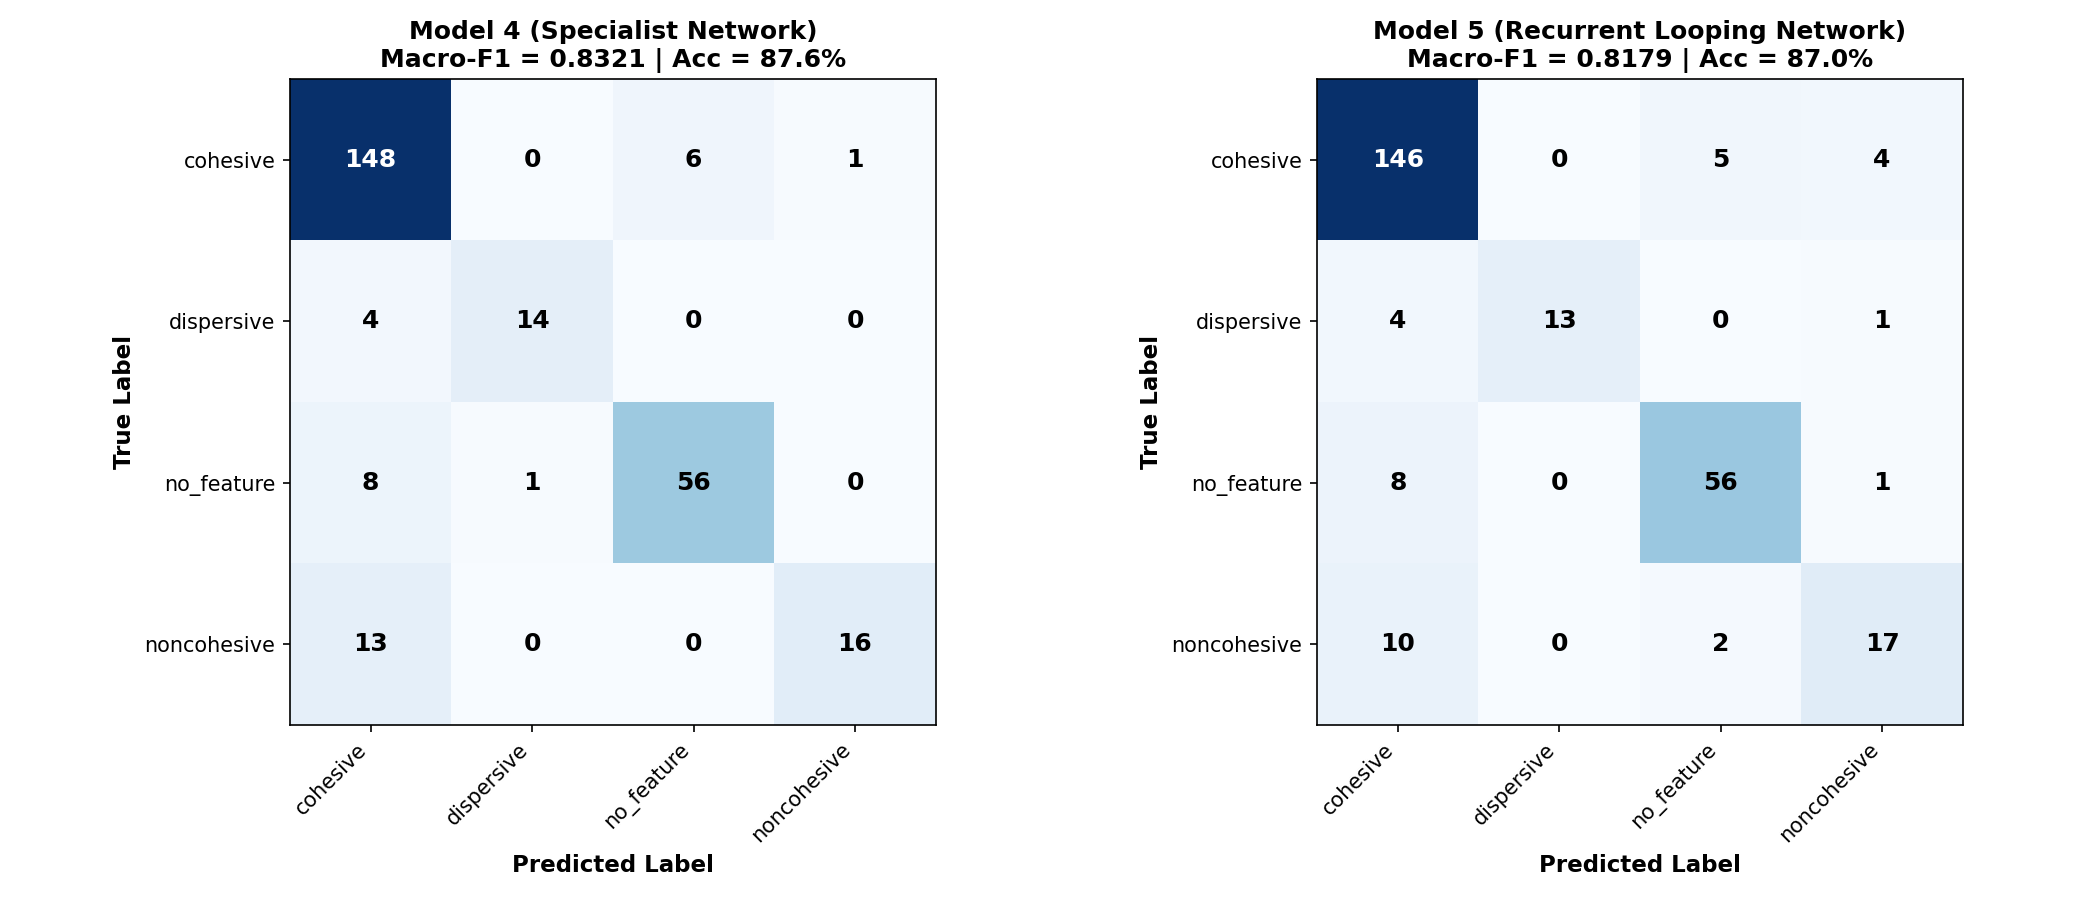 Model 4 (Specialist Network)
Macro-F1 = 0.8321 | Acc = 87.6%
True Label
cohesive
148
0
6
1
dispersive
4
14
0
0
no_feature
8
1
56
0
noncohesive
13
0
0
16
cohesive
dispersive
no_feature
noncohesive
Predicted Label
Model 5 (Recurrent Looping Network)
Macro-F1 = 0.8179 | Acc = 87.0%
True Label
cohesive
146
0
5
4
dispersive
4
13
0
1
no_feature
8
0
56
1
noncohesive
10
0
2
17
cohesive
dispersive
no_feature
noncohesive
Predicted Label